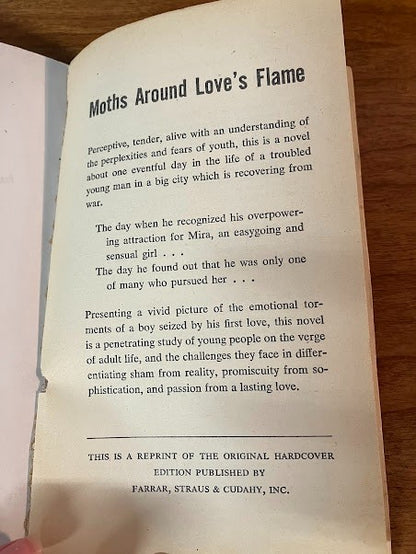 Moths Around Love's Flame
Perceptive, tender, alive with an understanding of
the perplexities and fears of youth, this is a novel
about one eventful day in the life of a troubled
young man in a big city which is recovering from
war.
The day when he recognized his overpower-
ing attraction for Mira, an easygoing and
sensual girl . . .
The day he found out that he was only one
of many who pursued her . . .
Presenting a vivid picture of the emotional tor-
ments of a boy seized by his first love, this novel
is a penetrating study of young people on the verge
of adult life, and the challenges they face in differ-
entiating sham from reality, promiscuity from so-
phistication, and passion from a lasting love.
THIS IS A REPRINT OF THE ORIGINAL HARDCOVER
EDITION PUBLISHED BY
FARRAR, STRAUS & CUDAHY, INC.